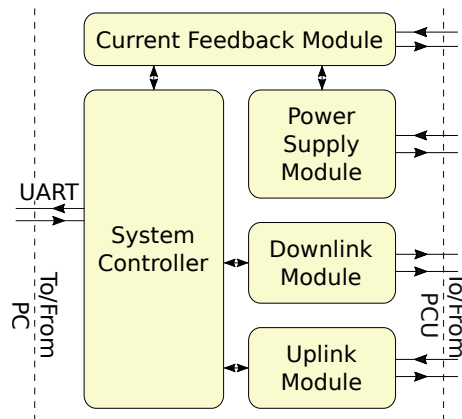 Current Feedback Module
Power
Supply
Module
UART
System
Controller
Downlink
Module
Uplink
Module
To/From
PC
To/From
PCU